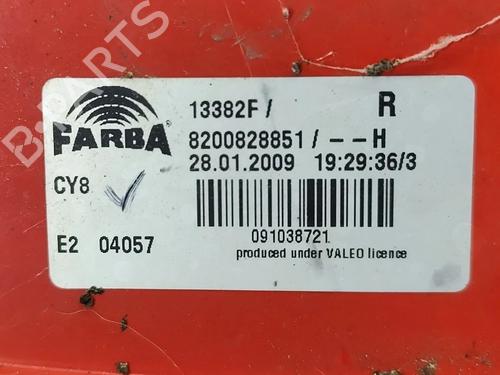 B-PARTS
FARBA
13382F / R
8200828851 / - - H
28.01.2009 19:29:36/3
CY8
E2 04057
091038721
produced under VALEO licence